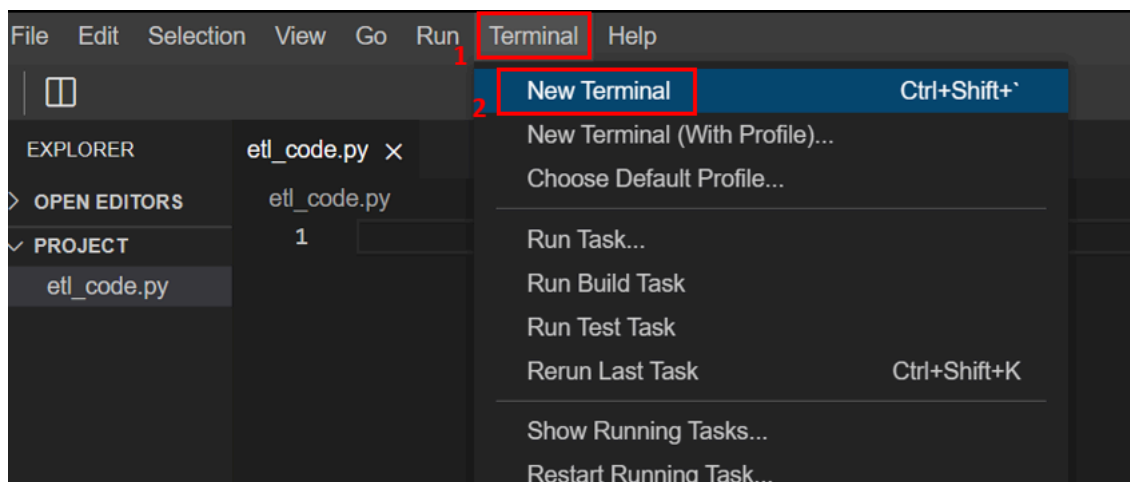 File Edit Selection View Go Run Terminal Help
1
New Terminal Ctrl+Shift+`
2
New Terminal (With Profile)...
EXPLORER etl_code.py ×
Choose Default Profile...
OPEN EDITORS etl_code.py
PROJECT 1
Run Task...
etl_code.py
Run Build Task
Run Test Task
Rerun Last Task Ctrl+Shift+K
Show Running Tasks...
Restart Running Task...